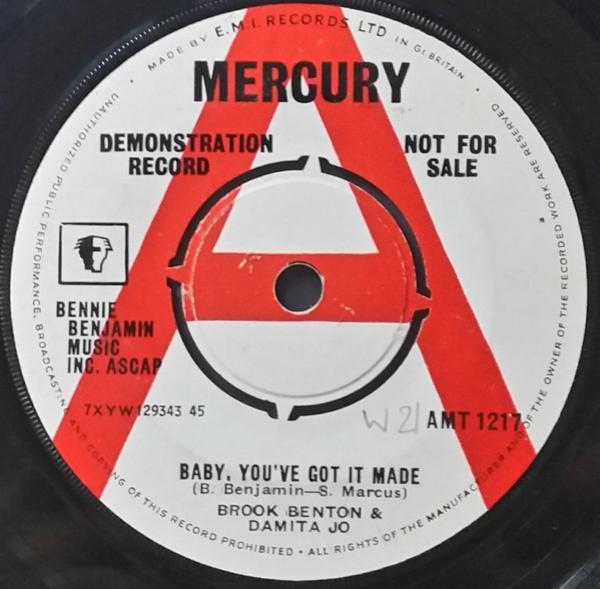 MADE BY E.M.I. RECORDS LTD IN Gt. BRITAIN
MERCURY
DEMONSTRATION
RECORD
NOT FOR
SALE
BENNIE
BENJAMIN
MUSIC
INC. ASCAP
7XYW129343 45
W21
AMT 1217
BABY, YOU'VE GOT IT MADE
(B. Benjamin—S. Marcus)
BROOK BENTON &
DAMITA JO
UNAUTHORIZED PUBLIC PERFORMANCE, BROADCASTING AND COPYING OF THIS RECORD PROHIBITED • ALL RIGHTS OF THE MANUFACTURER AND OF THE OWNER OF THE RECORDED WORK ARE RESERVED
A